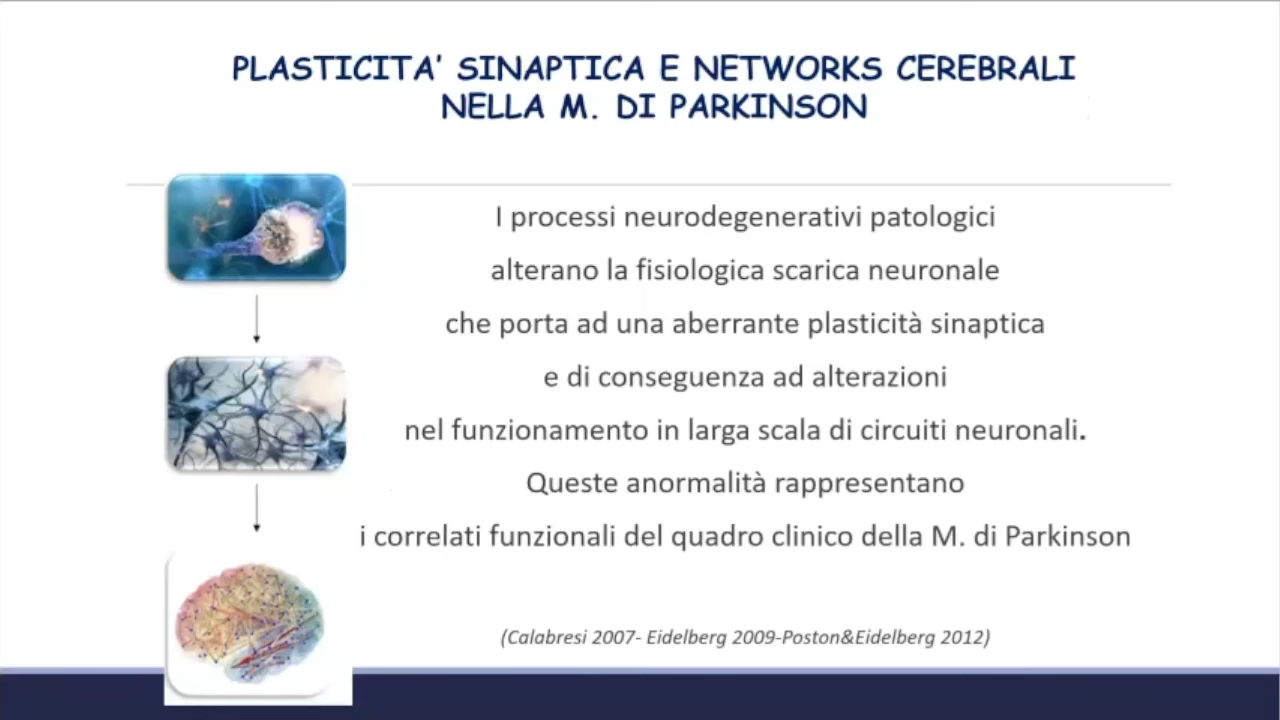 PLASTICITA' SINAPTICA E NETWORKS CEREBRALI
NELLA M. DI PARKINSON
I processi neurodegenerativi patologici
alterano la fisiologica scarica neuronale
che porta ad una aberrante plasticità sinaptica
e di conseguenza ad alterazioni
nel funzionamento in larga scala di circuiti neuronali.
Queste anormalità rappresentano
i correlati funzionali del quadro clinico della M. di Parkinson
(Calabresi 2007- Eidelberg 2009-Poston&Eidelberg 2012)